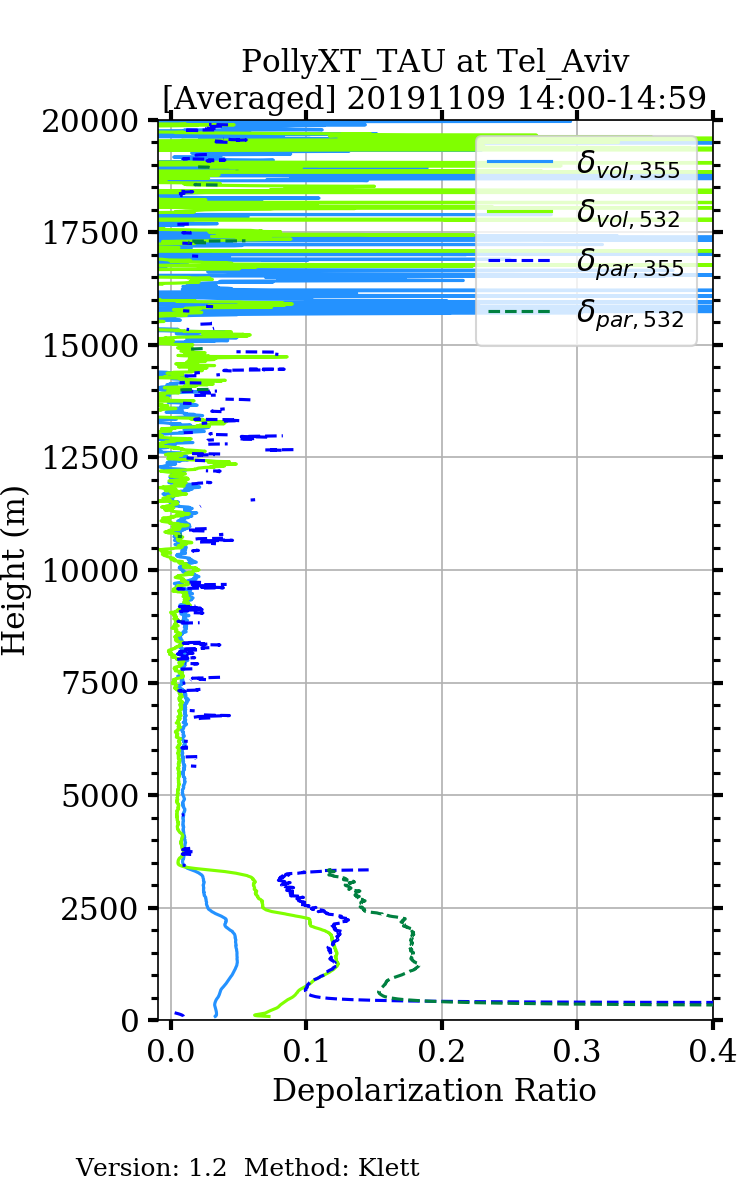 PollyXT_TAU at Tel_Aviv
[Averaged] 20191109 14:00-14:59
20000
17500
15000
12500
10000
7500
5000
2500
0
Height (m)
δvol, 355
δvol, 532
δpar, 355
δpar, 532
0.0 0.1 0.2 0.3 0.4
Depolarization Ratio
Version: 1.2  Method: Klett